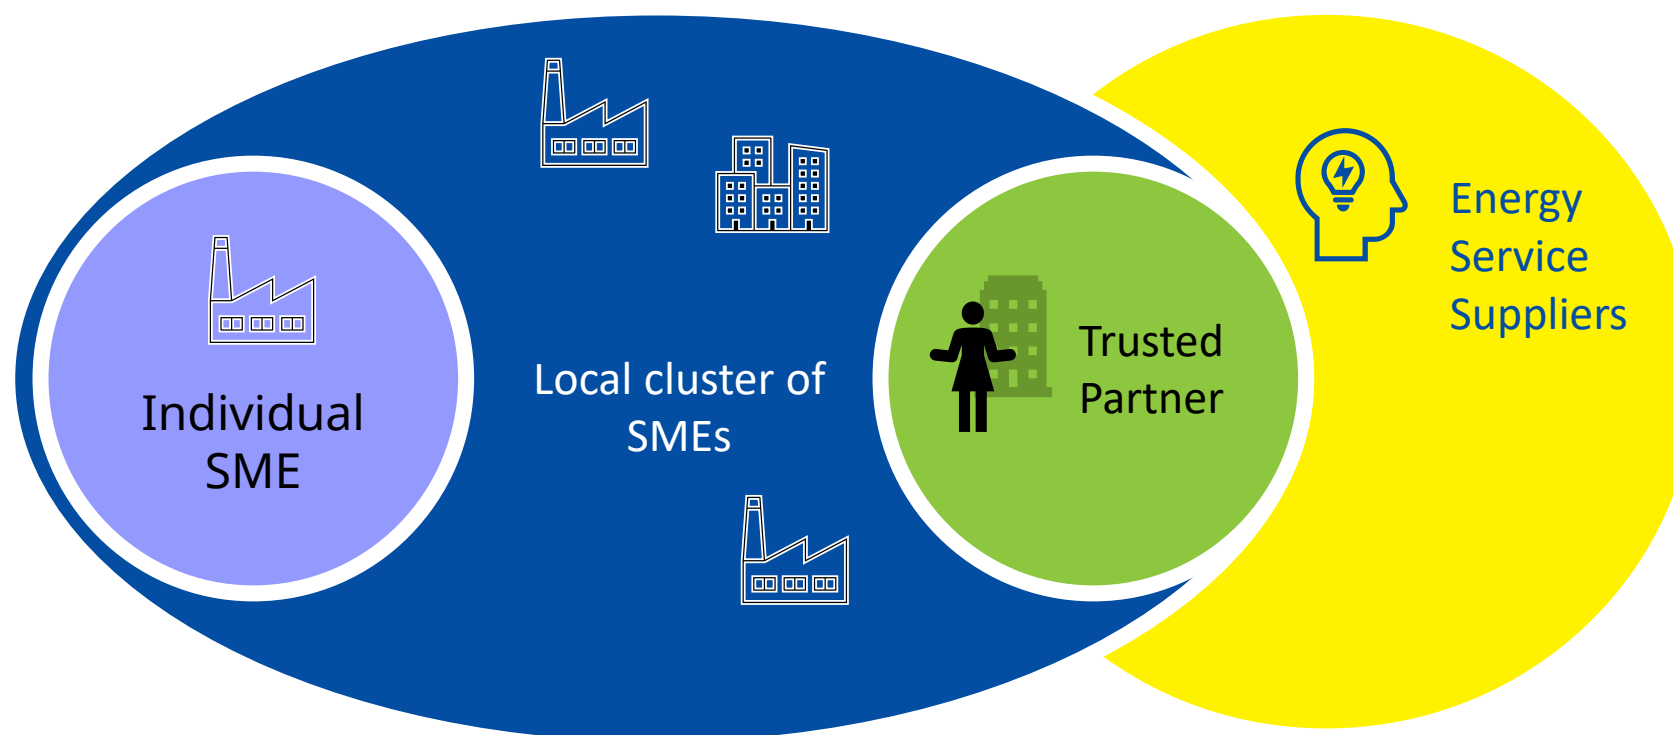 Individual
SME
Local cluster of
SMEs
Trusted
Partner
Energy
Service
Suppliers